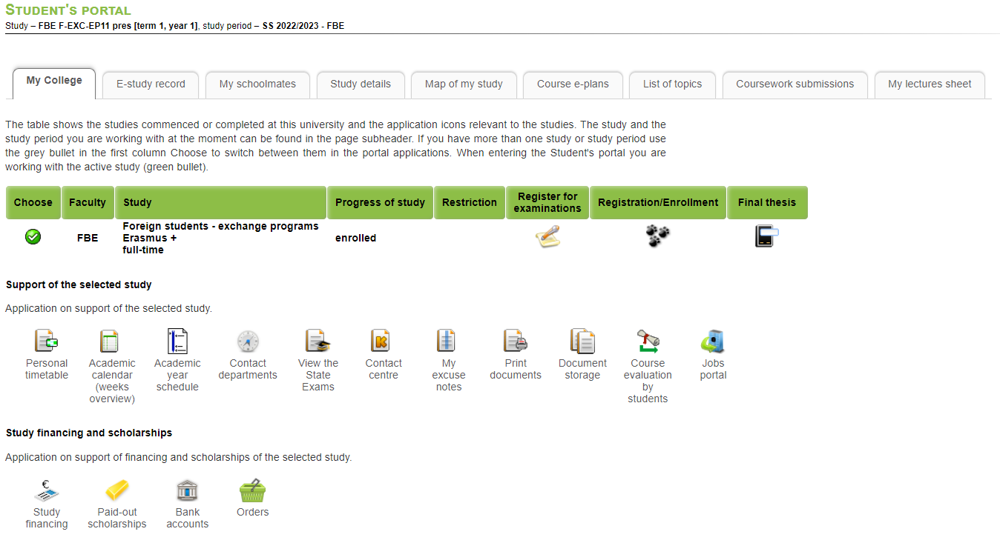 STUDENT'S PORTAL
Study – FBE F-EXC-EP11 pres [term 1, year 1], study period – SS 2022/2023 - FBE
My College
E-study record
My schoolmates
Study details
Map of my study
Course e-plans
List of topics
Coursework submissions
My lectures sheet
The table shows the studies commenced or completed at this university and the application icons relevant to the studies. The study and the
study period you are working with at the moment can be found in the page subheader. If you have more than one study or study period use
the grey bullet in the first column Choose to switch between them in the portal applications. When entering the Student's portal you are
working with the active study (green bullet).
Choose
Faculty
Study
Progress of study
Restriction
Register for
examinations
Registration/Enrollment
Final thesis
FBE
Foreign students - exchange programs
Erasmus +
full-time
enrolled
Support of the selected study
Application on support of the selected study.
Personal
timetable
Academic
calendar
(weeks
overview)
Academic
year
schedule
Contact
departments
View the
State
Exams
Contact
centre
My
excuse
notes
Print
documents
Document
storage
Course
evaluation
by
students
Jobs
portal
Study financing and scholarships
Application on support of financing and scholarships of the selected study.
Study
financing
Paid-out
scholarships
Bank
accounts
Orders